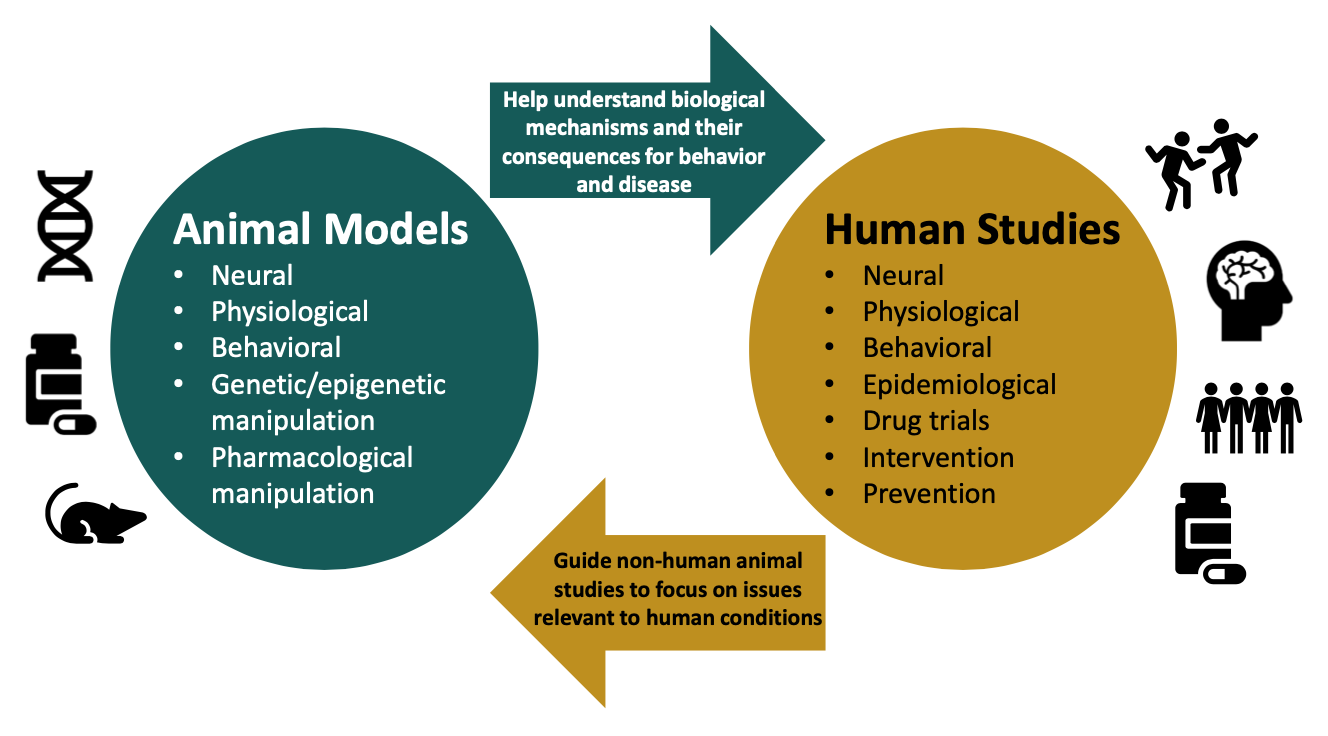 Help understand biological
mechanisms and their
consequences for behavior
and disease
Animal Models
• Neural
• Physiological
• Behavioral
• Genetic/epigenetic
manipulation
• Pharmacological
manipulation
Human Studies
• Neural
• Physiological
• Behavioral
• Epidemiological
• Drug trials
• Intervention
• Prevention
Guide non-human animal
studies to focus on issues
relevant to human conditions